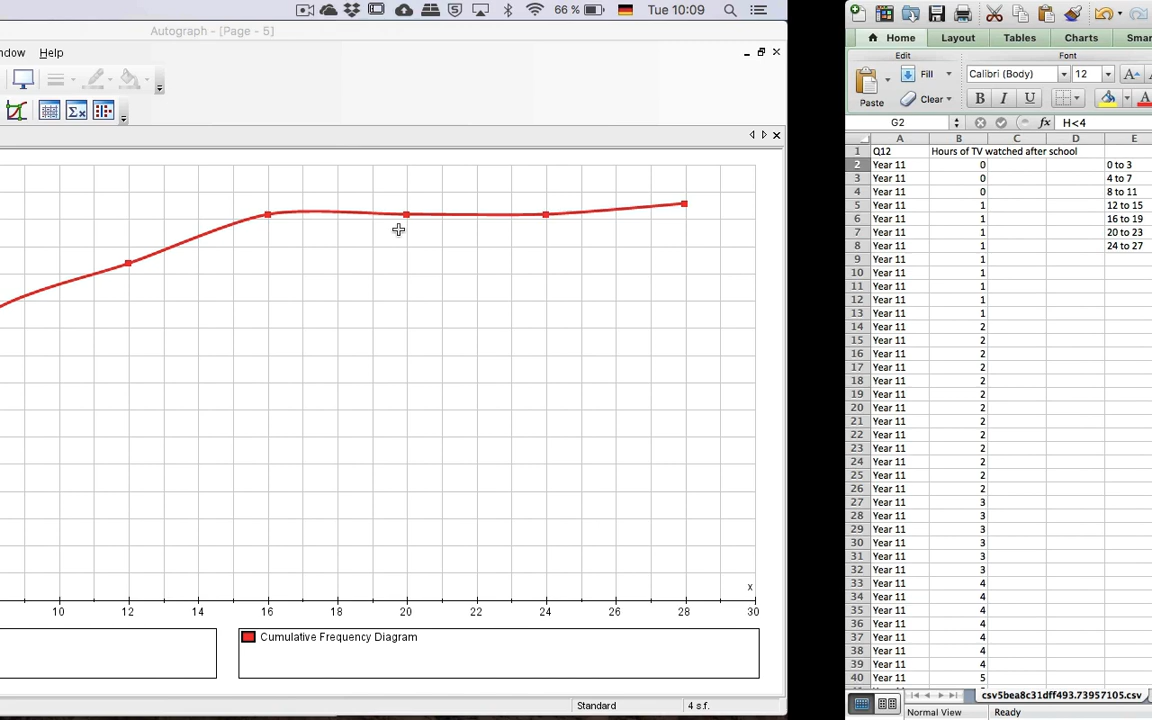 66 %
Tue 10:09
Autograph - [Page - 5]
Help
x
10 12 14 16 18 20 22 24 26 28 30
Cumulative Frequency Diagram
Standard
4 s.f.
Home Layout Tables Charts
Edit Font
Paste
Fill
Clear
Calibri (Body) 12
B I U
G2
fx H<4
A B C D E
1 Q12 Hours of TV watched after school
2 Year 11 0 0 to 3
3 Year 11 0 4 to 7
4 Year 11 0 8 to 11
5 Year 11 1 12 to 15
6 Year 11 1 16 to 19
7 Year 11 1 20 to 23
8 Year 11 1 24 to 27
9 Year 11 1
10 Year 11 1
11 Year 11 1
12 Year 11 1
13 Year 11 1
14 Year 11 2
15 Year 11 2
16 Year 11 2
17 Year 11 2
18 Year 11 2
19 Year 11 2
20 Year 11 2
21 Year 11 2
22 Year 11 2
23 Year 11 2
24 Year 11 2
25 Year 11 2
26 Year 11 2
27 Year 11 3
28 Year 11 3
29 Year 11 3
30 Year 11 3
31 Year 11 3
32 Year 11 3
33 Year 11 4
34 Year 11 4
35 Year 11 4
36 Year 11 4
37 Year 11 4
38 Year 11 4
39 Year 11 4
40 Year 11 5
csv5bea8c31dff493.73957105.csv
Normal View Ready